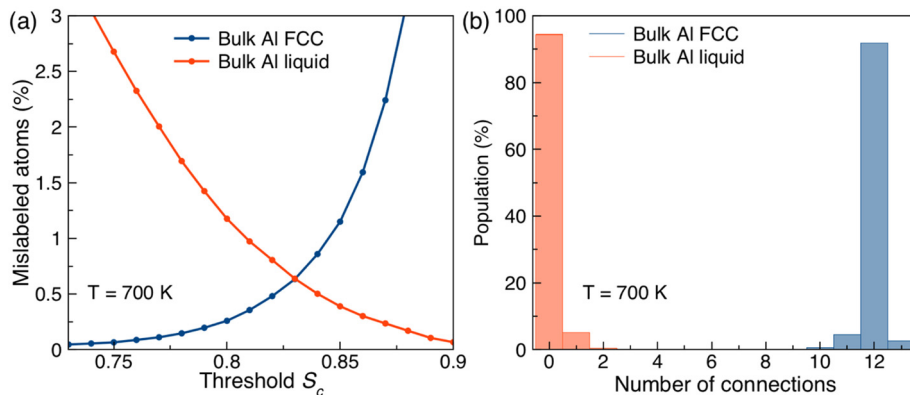 (a)
3
2.5
2
1.5
1
0.5
0
Mislabeled atoms (%)
Bulk Al FCC
Bulk Al liquid
T = 700 K
0.75 0.8 0.85 0.9
Threshold Sc
(b)
100
80
60
40
20
0
Population (%)
Bulk Al FCC
Bulk Al liquid
T = 700 K
0 2 4 6 8 10 12
Number of connections